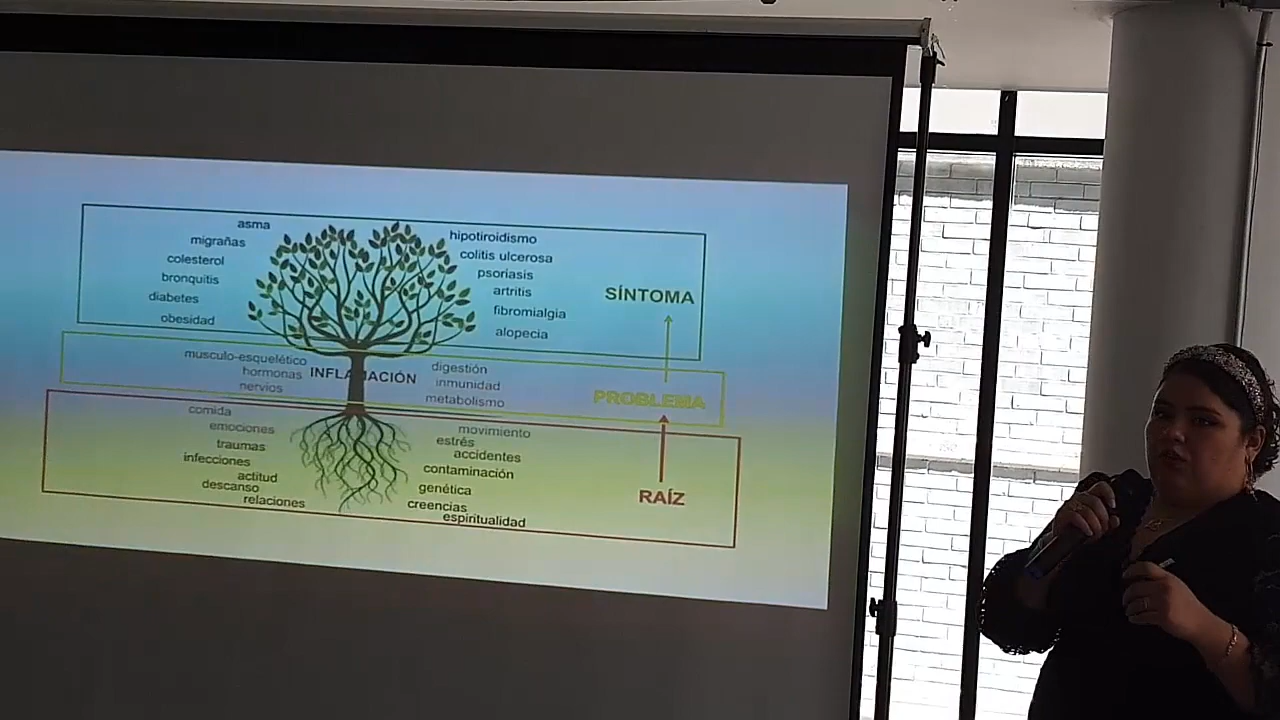 asma
migrañas
colesterol
bronquitis
diabetes
obesidad
hipotiroidismo
colitis ulcerosa
psoriasis
artritis
fibromialgia
alopecia
SÍNTOMA
musculo-esquelético
hormonas
nervios
INFLAMACIÓN
digestión
inmunidad
metabolismo
PROBLEMA
comida
emociones
traumas
infecciones
actitud
descanso
relaciones
movimiento
estrés
accidentes
contaminación
genética
creencias
espiritualidad
RAÍZ